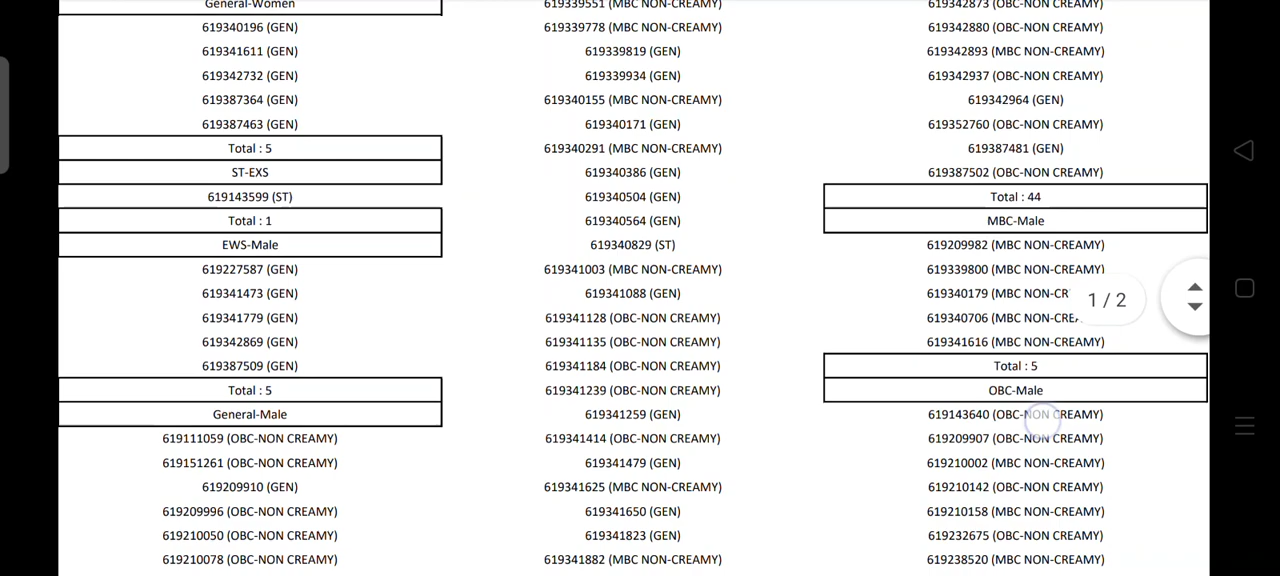 General-Women
619340196 (GEN)
619341611 (GEN)
619342732 (GEN)
619387364 (GEN)
619387463 (GEN)
Total : 5
ST-EXS
619143599 (ST)
Total : 1
EWS-Male
619227587 (GEN)
619341473 (GEN)
619341779 (GEN)
619342869 (GEN)
619387509 (GEN)
Total : 5
General-Male
619111059 (OBC-NON CREAMY)
619151261 (OBC-NON CREAMY)
619209910 (GEN)
619209996 (OBC-NON CREAMY)
619210050 (OBC-NON CREAMY)
619210078 (OBC-NON CREAMY)
619339551 (MBC NON-CREAMY)
619339778 (MBC NON-CREAMY)
619339819 (GEN)
619339934 (GEN)
619340155 (MBC NON-CREAMY)
619340171 (GEN)
619340291 (MBC NON-CREAMY)
619340386 (GEN)
619340504 (GEN)
619340564 (GEN)
619340829 (ST)
619341003 (MBC NON-CREAMY)
619341088 (GEN)
619341128 (OBC-NON CREAMY)
619341135 (OBC-NON CREAMY)
619341184 (OBC-NON CREAMY)
619341239 (OBC-NON CREAMY)
619341259 (GEN)
619341414 (OBC-NON CREAMY)
619341479 (GEN)
619341625 (MBC NON-CREAMY)
619341650 (GEN)
619341823 (GEN)
619341882 (MBC NON-CREAMY)
619342873 (OBC-NON CREAMY)
619342880 (OBC-NON CREAMY)
619342893 (MBC NON-CREAMY)
619342937 (OBC-NON CREAMY)
619342964 (GEN)
619352760 (OBC-NON CREAMY)
619387481 (GEN)
619387502 (OBC-NON CREAMY)
Total : 44
MBC-Male
619209982 (MBC NON-CREAMY)
619339800 (MBC NON-CREAMY)
619340179 (MBC NON-CR
619340706 (MBC NON-CRE
619341616 (MBC NON-CREAMY)
Total : 5
OBC-Male
619143640 (OBC-NON CREAMY)
619209907 (OBC-NON CREAMY)
619210002 (MBC NON-CREAMY)
619210142 (OBC-NON CREAMY)
619210158 (MBC NON-CREAMY)
619232675 (OBC-NON CREAMY)
619238520 (MBC NON-CREAMY)
1 / 2